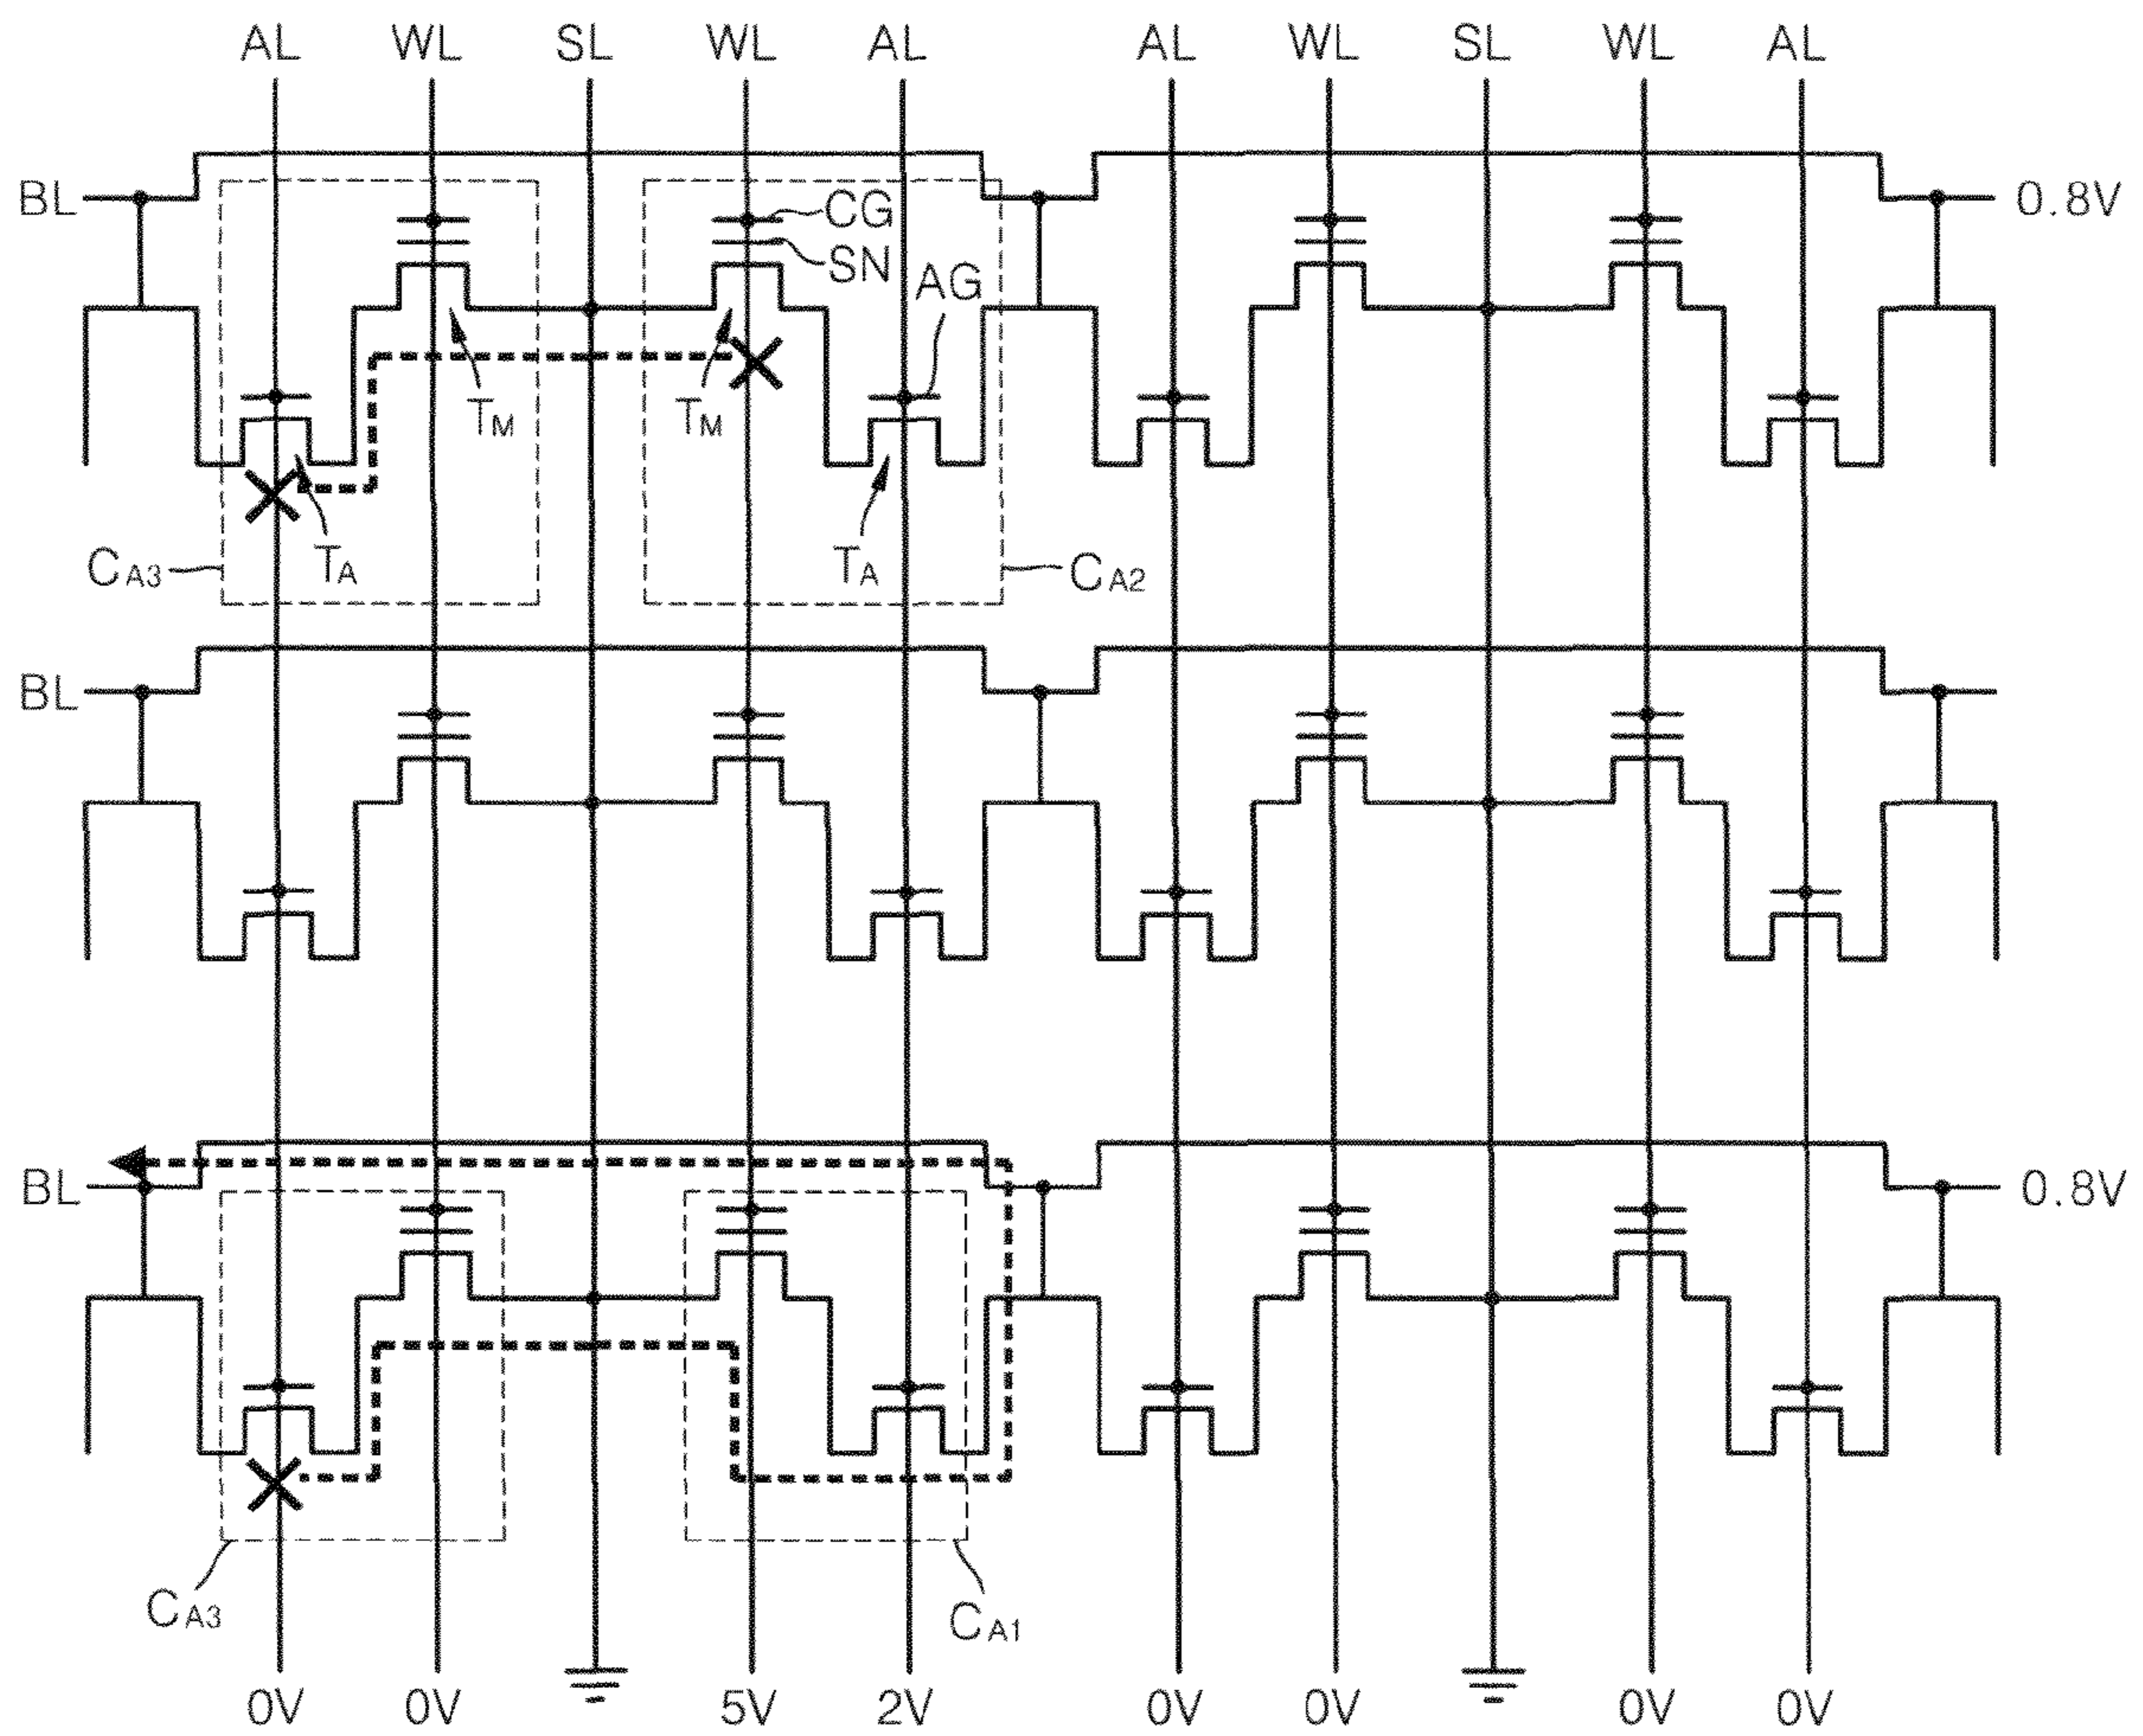 AL WL SL WL AL AL WL SL WL AL
BL 0.8V
CG
SN
AG
TM TM
CA3 TA TA CA2
BL
BL 0.8V
CA3 CA1
0V 0V 5V 2V 0V 0V 0V 0V